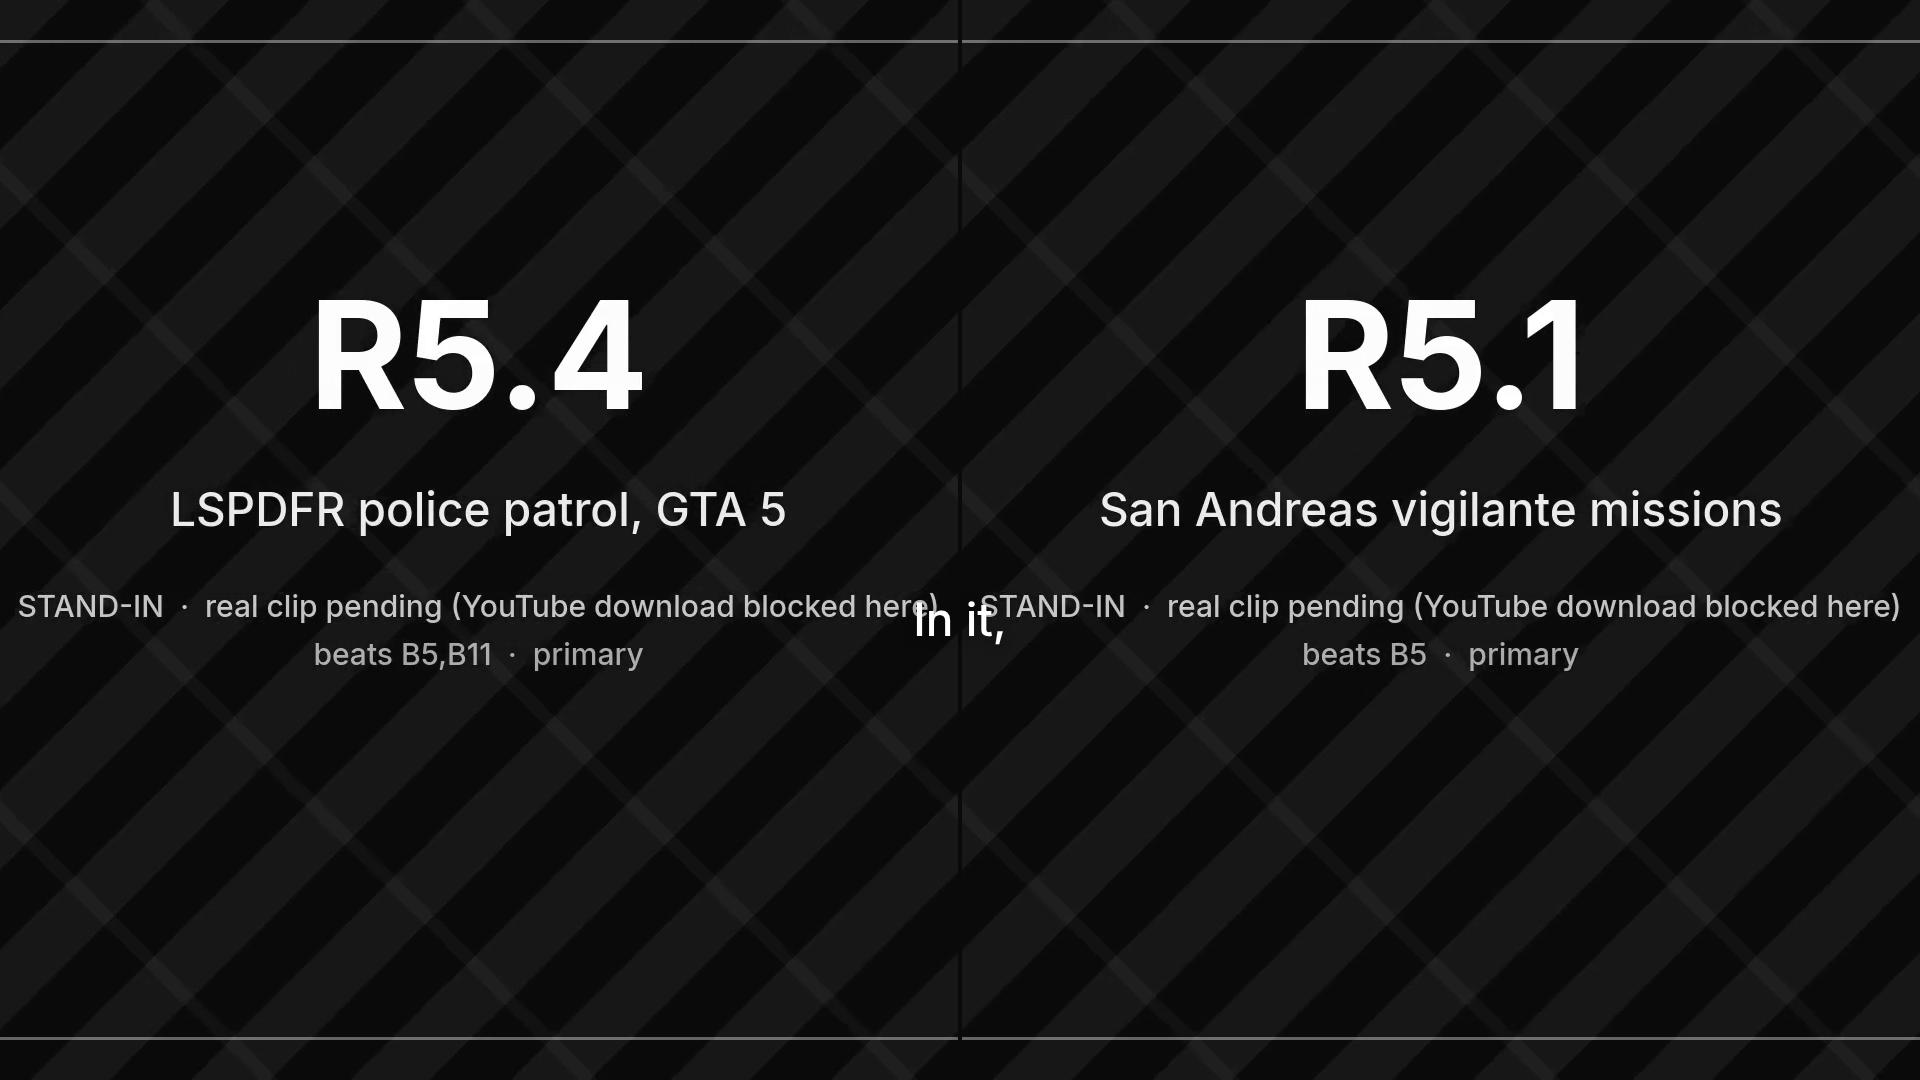 R5.4
LSPDFR police patrol, GTA 5
STAND-IN · real clip pending (YouTube download blocked here)
beats B5,B11 · primary
R5.1
San Andreas vigilante missions
STAND-IN · real clip pending (YouTube download blocked here)
beats B5 · primary
In it,